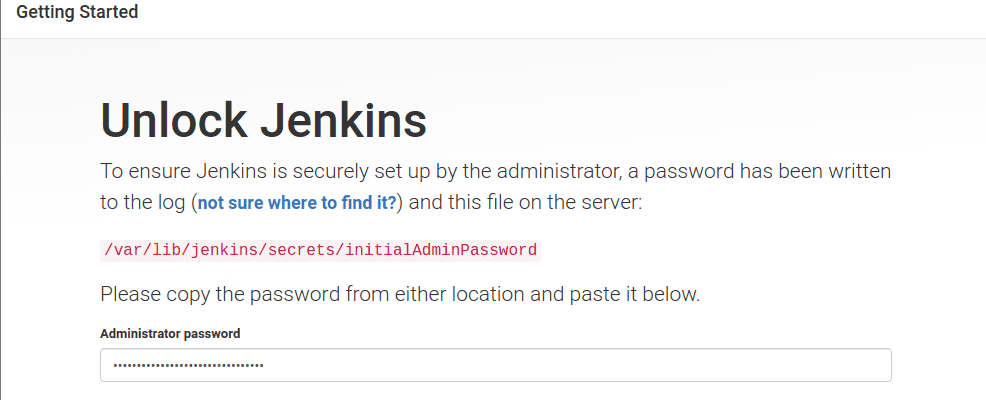 Getting Started
Unlock Jenkins
To ensure Jenkins is securely set up by the administrator, a password has been written
to the log (not sure where to find it?) and this file on the server:
/var/lib/jenkins/secrets/initialAdminPassword
Please copy the password from either location and paste it below.
Administrator password
••••••••••••••••••••••••••••••••